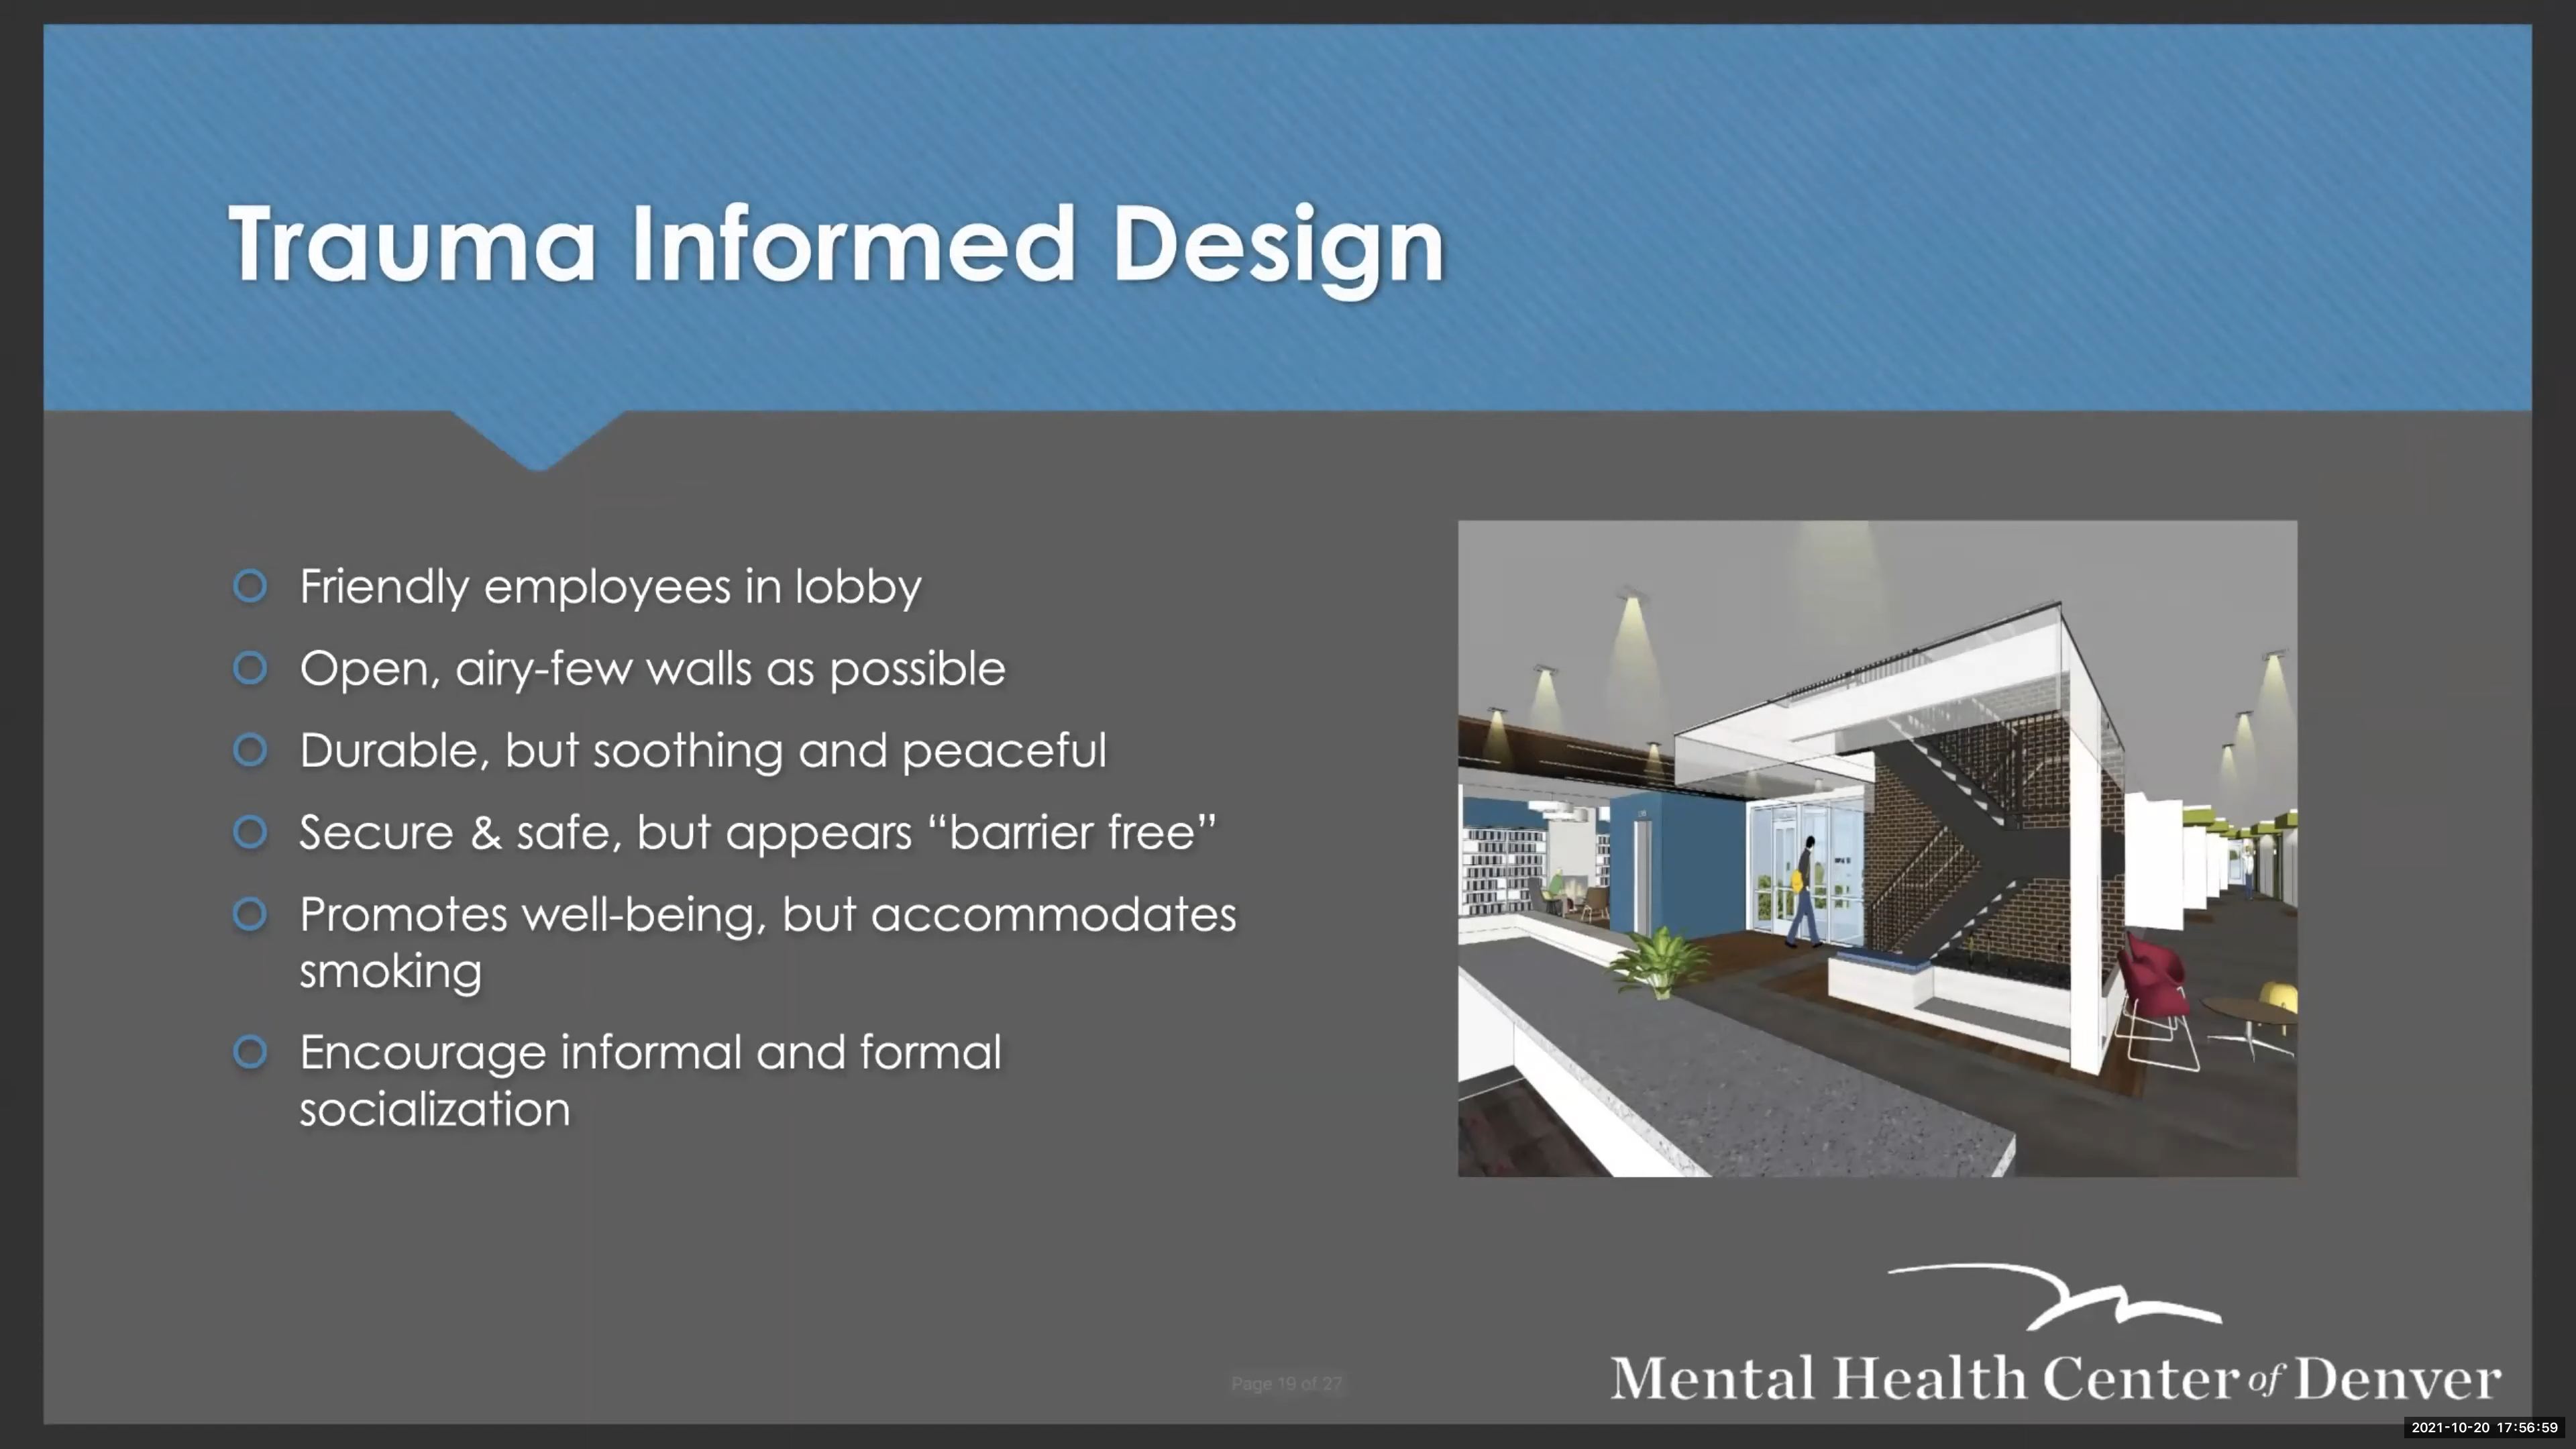 Trauma Informed Design
Friendly employees in lobby
Open, airy-few walls as possible
Durable, but soothing and peaceful
Secure & safe, but appears “barrier free”
Promotes well-being, but accommodates
smoking
Encourage informal and formal
socialization
Page 19 of 27
Mental Health Center of Denver
2021-10-20 17:56:59